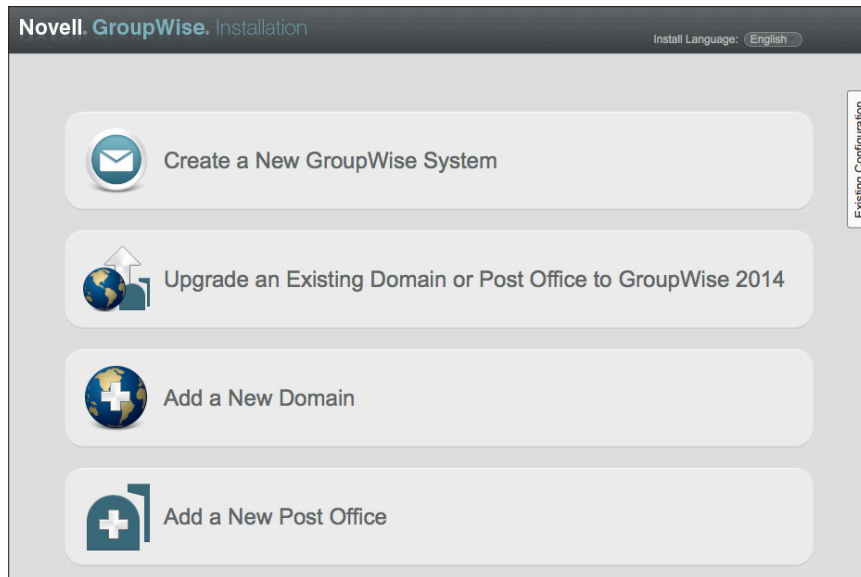 Novell. GroupWise. Installation
Install Language: English
Existing Configuration
Create a New GroupWise System
Upgrade an Existing Domain or Post Office to GroupWise 2014
Add a New Domain
Add a New Post Office